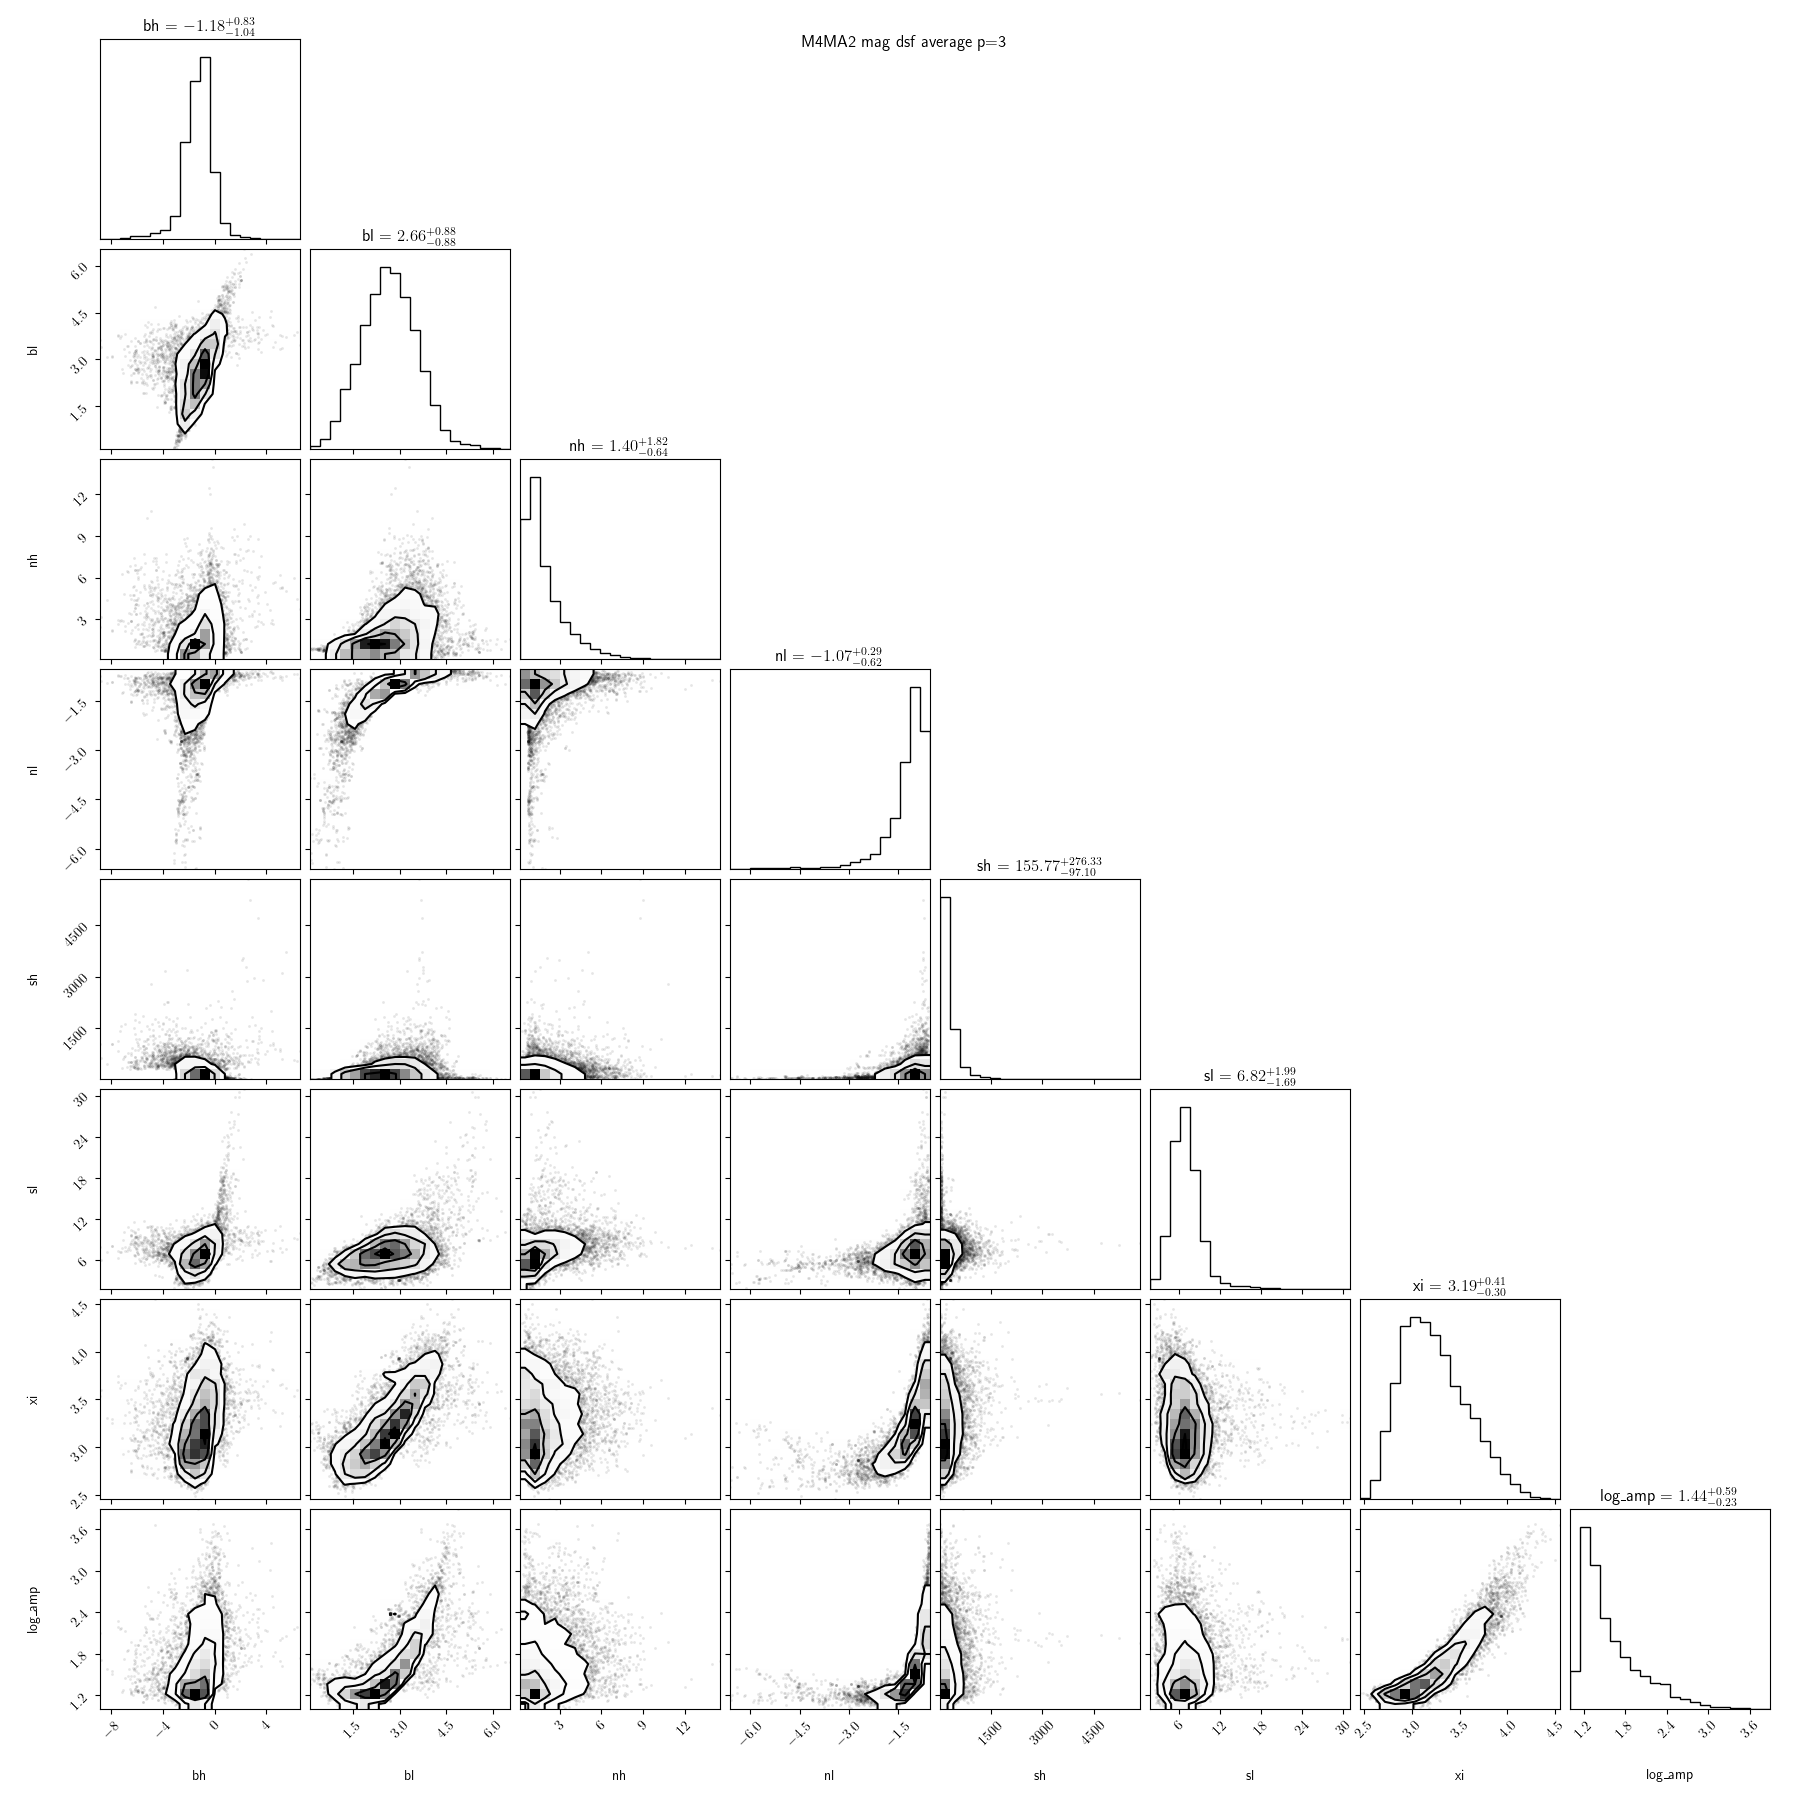 M4MA2 mag dsf average p=3
bh = −1.18+0.83−1.04
bl = 2.66+0.88−0.88
nh = 1.40+1.82−0.64
nl = −1.07+0.29−0.62
sh = 155.77+276.33−97.10
sl = 6.82+1.99−1.69
xi = 3.19+0.41−0.30
log_amp = 1.44+0.59−0.23
6.0
4.5
3.0
1.5
bl
12
9
6
3
nh
−1.5
−3.0
−4.5
−6.0
nl
4500
3000
1500
sh
30
24
18
12
6
sl
4.5
4.0
3.5
3.0
2.5
xi
3.6
3.0
2.4
1.8
1.2
log_amp
−8 −4 0 4
1.5 3.0 4.5 6.0
3 6 9 12
−6.0 −4.5 −3.0 −1.5
1500 3000 4500
6 12 18 24 30
2.5 3.0 3.5 4.0 4.5
1.2 1.8 2.4 3.0 3.6
bh bl nh nl sh sl xi log_amp